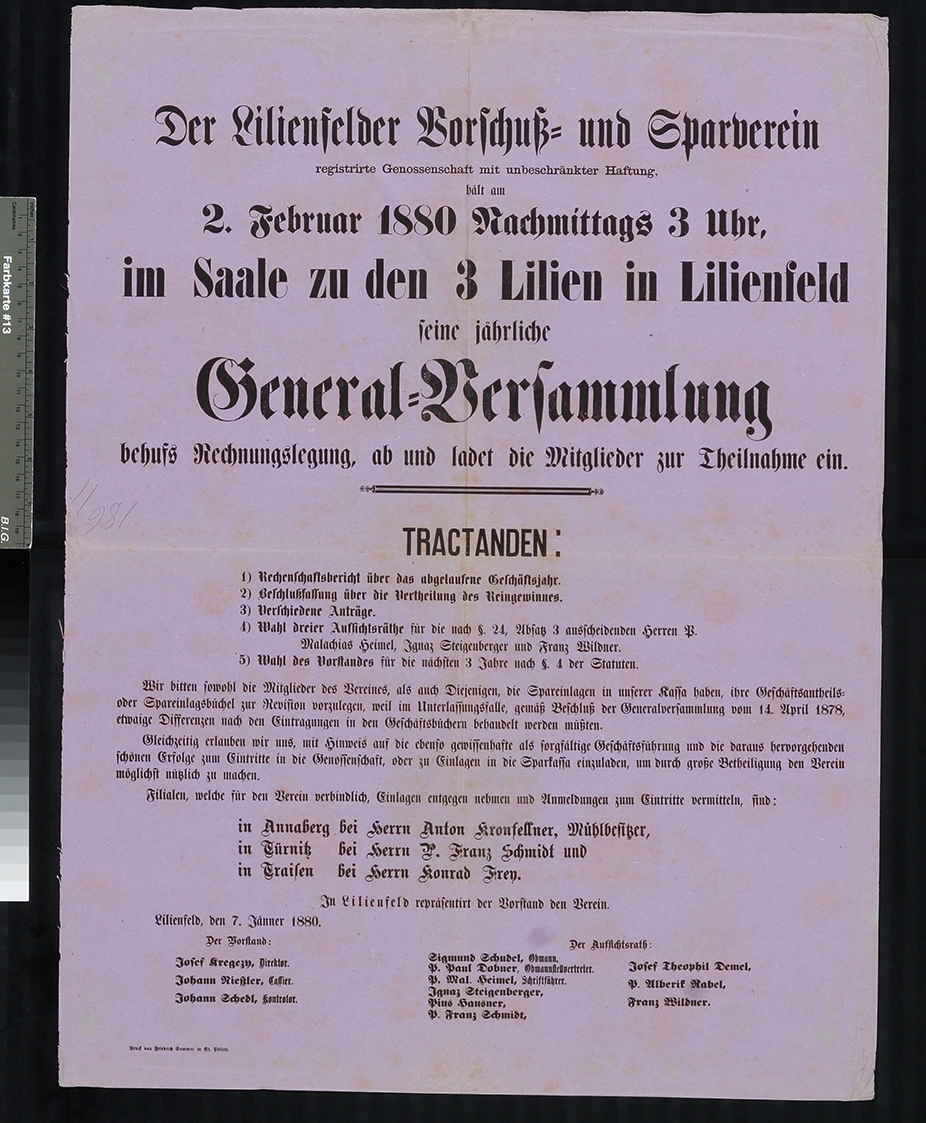 Der Lilienfelder Vorschuß- und Sparverein
registrirte Genossenschaft mit unbeschränkter Haftung,
hält am
2. Februar 1880 Nachmittags 3 Uhr,
im Saale zu den 3 Lilien in Lilienfeld
seine jährliche
General-Versammlung
behufs Rechnungslegung, ab und ladet die Mitglieder zur Theilnahme ein.
TRACTANDEN:
1) Rechenschaftsbericht über das abgelaufene Geschäftsjahr.
2) Beschlußfassung über die Vertheilung des Reingewinnes.
3) Verschiedene Anträge.
4) Wahl dreier Aufsichtsräthe für die nach §. 24, Absatz 3 ausscheidenden Herren P.
Malachias Heimel, Ignaz Steigenberger und Franz Wildner.
5) Wahl des Vorstandes für die nächsten 3 Jahre nach §. 4 der Statuten.
Wir bitten sowohl die Mitglieder des Vereines, als auch Diejenigen, die Spareinlagen in unserer Kassa haben, ihre Geschäftsantheils-
oder Spareinlagsbüchel zur Revision vorzulegen, weil im Unterlassungsfalle, gemäß Beschluß der Generalversammlung vom 14. April 1878,
etwaige Differenzen nach den Eintragungen in den Geschäftsbüchern behandelt werden müßten.
Gleichzeitig erlauben wir uns, mit Hinweis auf die ebenso gewissenhafte als sorgfältige Geschäftsführung und die daraus hervorgehenden
schönen Erfolge zum Eintritte in die Genossenschaft, oder zu Einlagen in die Sparkassa einzuladen, um durch große Betheiligung den Verein
möglichst nützlich zu machen.
Filialen, welche für den Verein verbindlich, Einlagen entgegen nehmen und Anmeldungen zum Eintritte vermitteln, sind:
in Annaberg bei Herrn Anton Kronfellner, Mühlbesitzer,
in Türnitz bei Herrn P. Franz Schmidt und
in Traisen bei Herrn Konrad Frey.
In Lilienfeld repräsentirt der Vorstand den Verein.
Lilienfeld, den 7. Jänner 1880.
Der Vorstand:
Josef Kregezy, Direktor.
Johann Rießler, Cassier.
Johann Schedl, Kontrolor.
Der Aufsichtsrath:
Sigmund Schudel, Obmann.
P. Paul Dobner, Obmannstellvertreter.
P. Mal. Heimel, Schriftführer.
Ignaz Steigenberger,
Pius Hausner,
P. Franz Schmidt,
Josef Theophil Demel,
P. Alberik Rabel,
Franz Wildner.
Druck von Friedrich Sommer in St. Pölten.
Farbkarte #13
B.I.G.
Centimetres